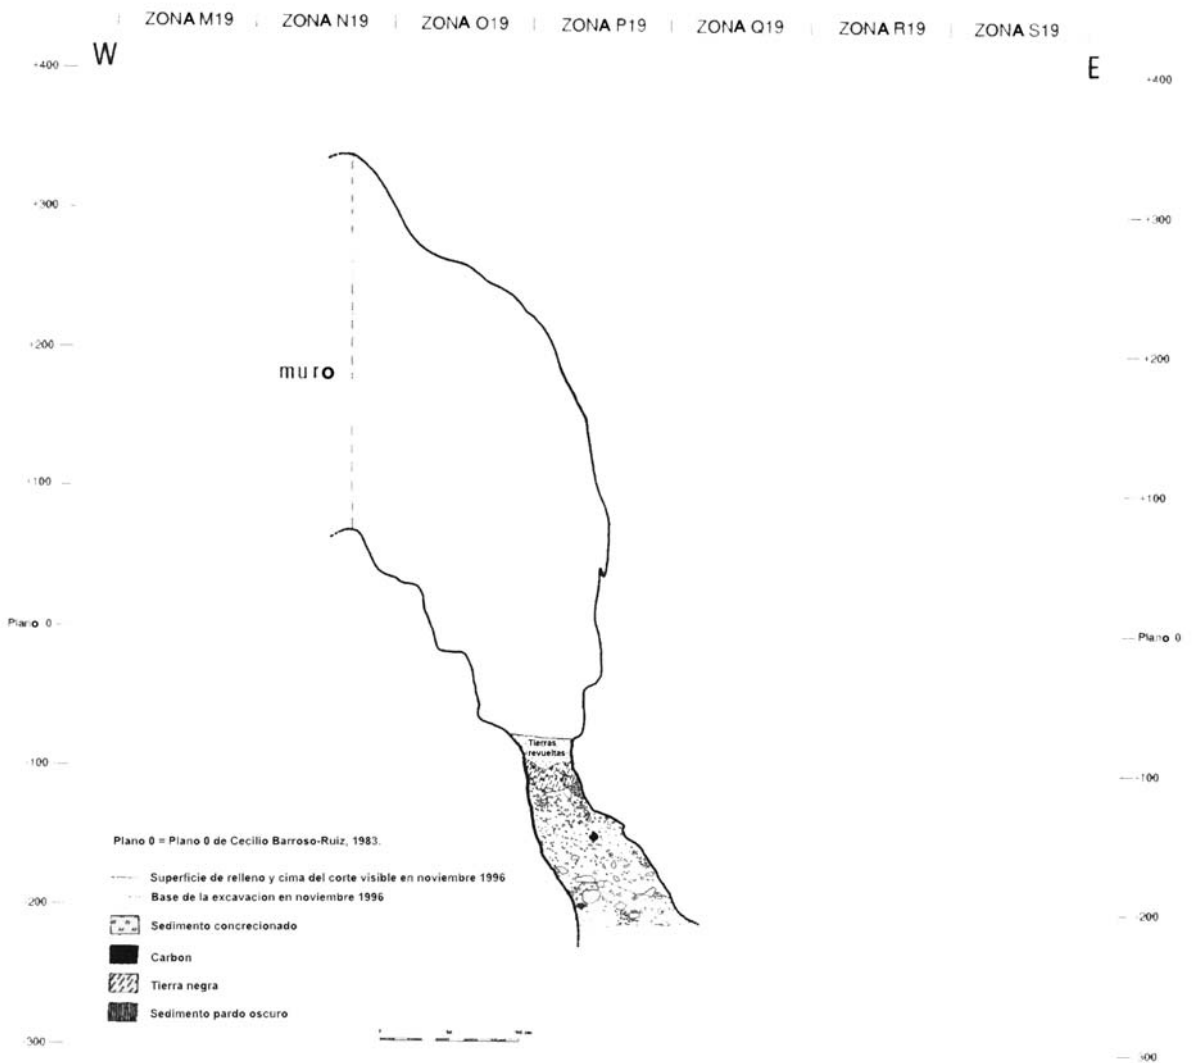 ZONA M19 ZONA N19 ZONA O19 ZONA P19 ZONA Q19 ZONA R19 ZONA S19
W E
+400 +400
+300 +300
+200 +200
muro
+100 +100
Plano 0 Plano 0
Tierras
revueltas
-100 -100
Plano 0 = Plano 0 de Cecilio Barroso-Ruiz, 1983.
Superficie de relleno y cima del corte visible en noviembre 1996
Base de la excavacion en noviembre 1996
-200 -200
Sedimento concrecionado
Carbon
Tierra negra
Sedimento pardo oscuro
-300 -300